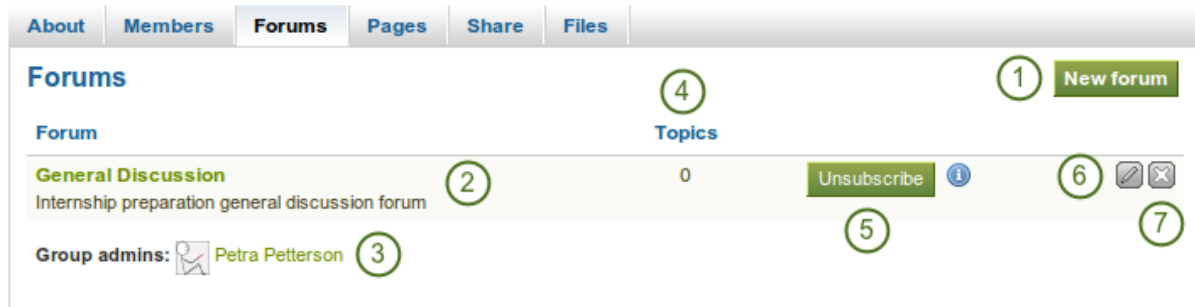 About Members Forums Pages Share Files
Forums
1 New forum
4
Forum Topics
General Discussion 2 0 Unsubscribe i 6
Internship preparation general discussion forum
5 7
Group admins: Petra Petterson 3